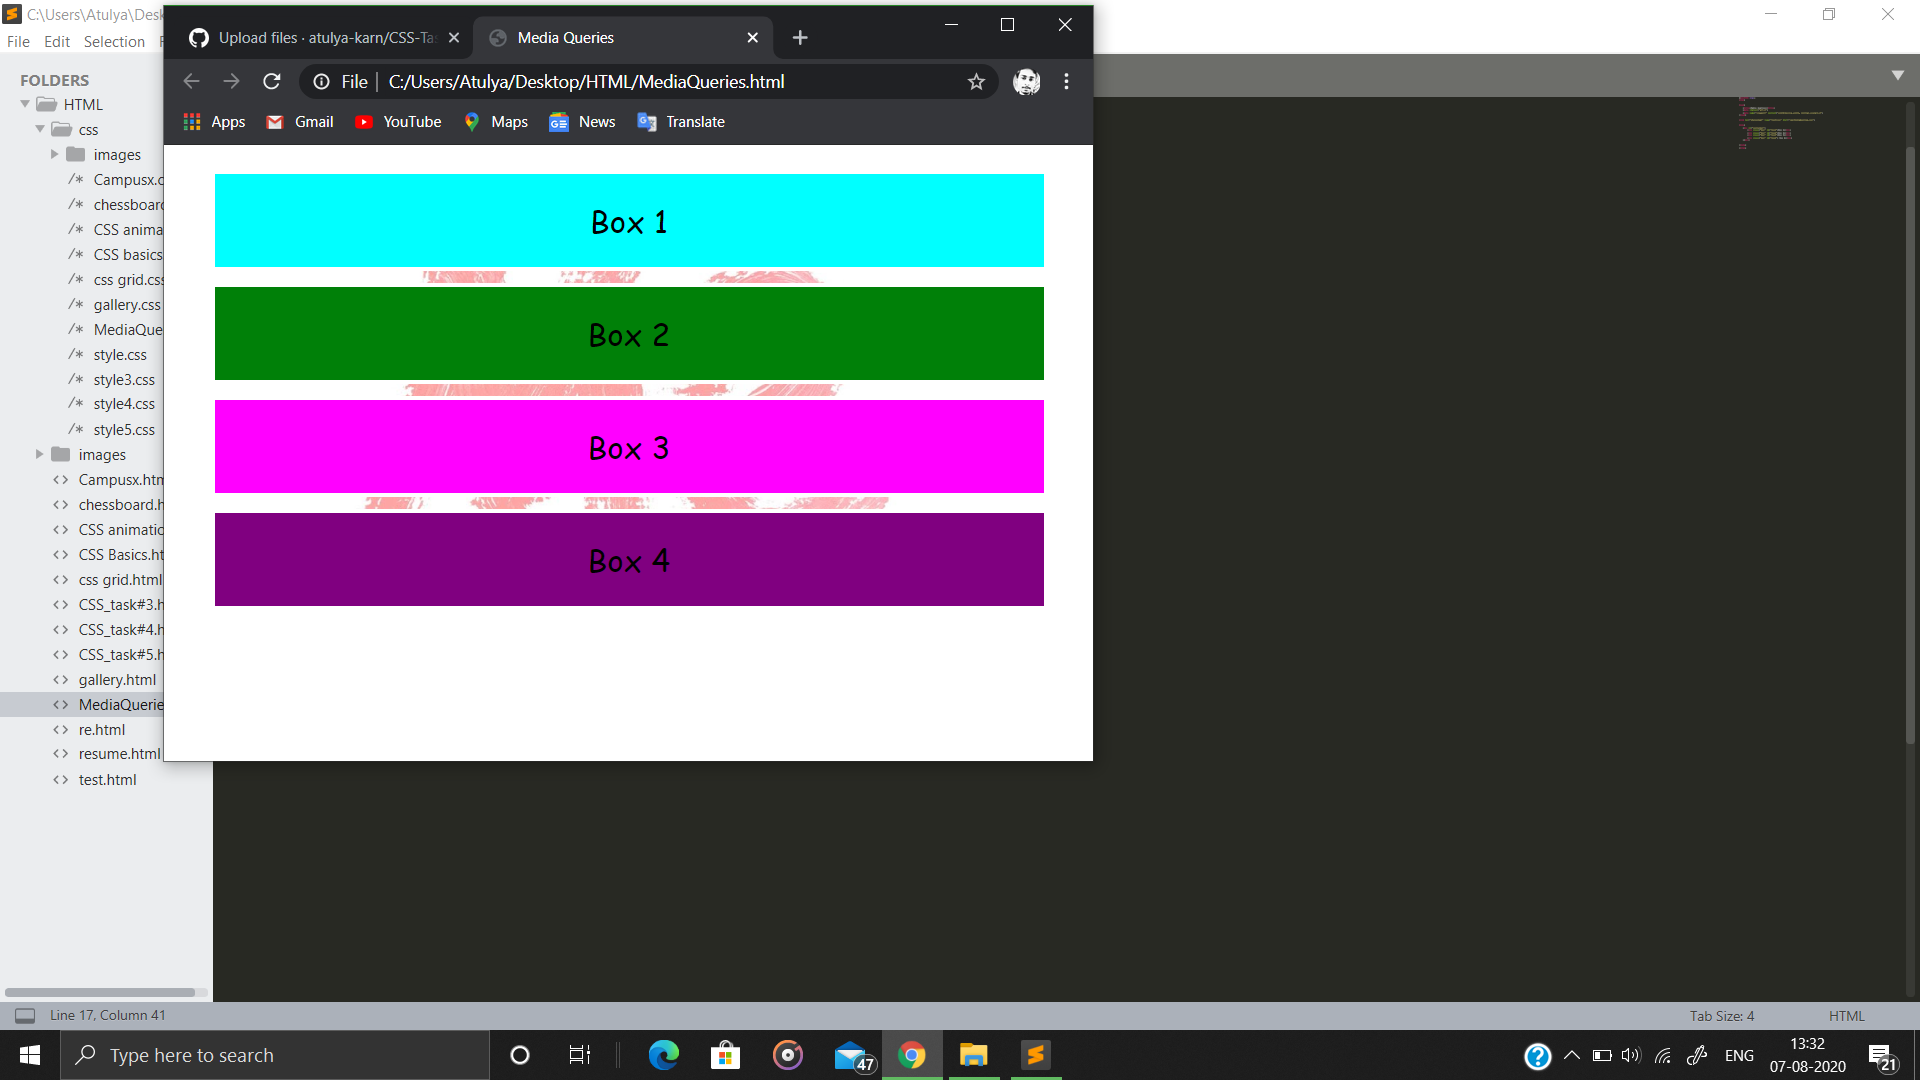 C:\Users\Atulya\Desk
File Edit Selection F
FOLDERS
HTML
css
images
Campusx.c
chessboard
CSS anima
CSS basics
css grid.css
gallery.css
MediaQue
style.css
style3.css
style4.css
style5.css
images
Campusx.htm
chessboard.h
CSS animatic
CSS Basics.ht
css grid.html
CSS_task#3.h
CSS_task#4.h
CSS_task#5.h
gallery.html
MediaQuerie
re.html
resume.html
test.html
Upload files · atulya-karn/CSS-Ta
Media Queries
File C:/Users/Atulya/Desktop/HTML/MediaQueries.html
Apps Gmail YouTube Maps News Translate
Box 1
Box 2
Box 3
Box 4
Line 17, Column 41
Tab Size: 4 HTML
Type here to search
47
ENG
13:32
07-08-2020
21